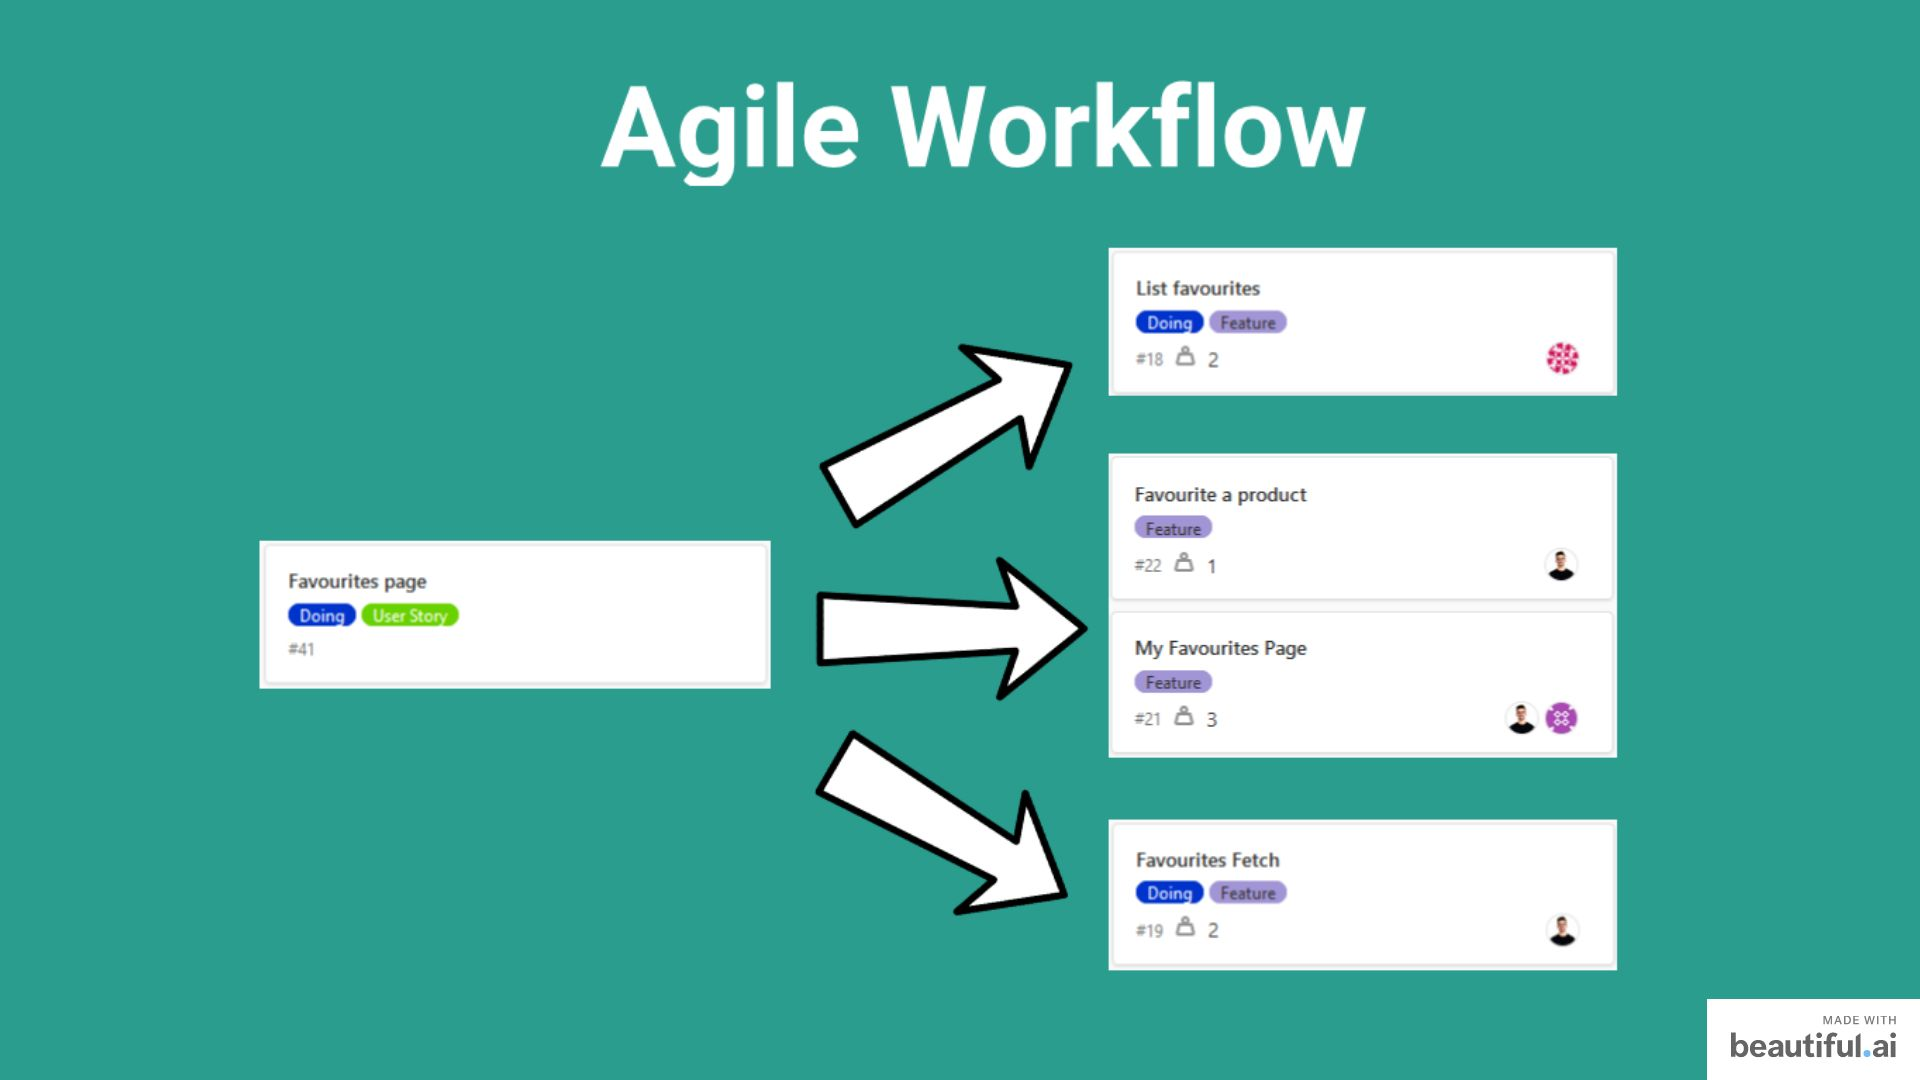 Agile Workflow
Favourites page
Doing User Story
#41
List favourites
Doing Feature
#18 2
Favourite a product
Feature
#22 1
My Favourites Page
Feature
#21 3
Favourites Fetch
Doing Feature
#19 2
MADE WITH
beautiful.ai